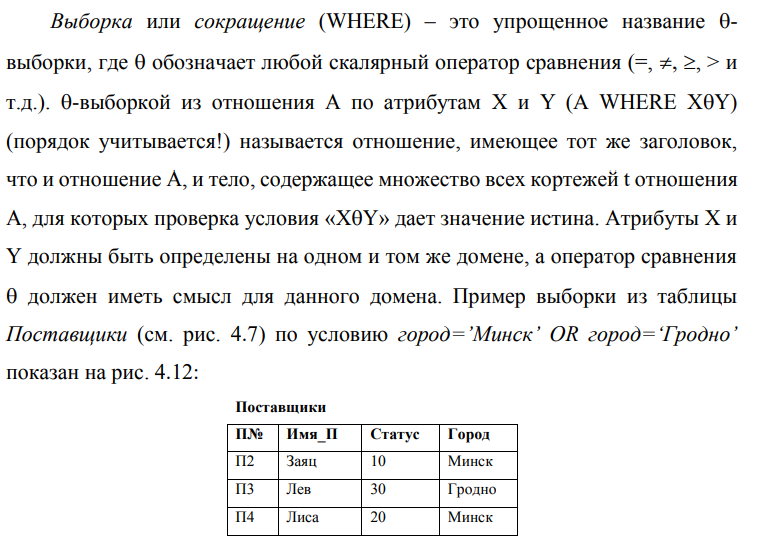 Выборка или сокращение (WHERE) – это упрощенное название θ-
выборки, где θ обозначает любой скалярный оператор сравнения (=, ≠, ≥, > и
т.д.). θ-выборкой из отношения А по атрибутам X и Y (A WHERE XθY)
(порядок учитывается!) называется отношение, имеющее тот же заголовок,
что и отношение А, и тело, содержащее множество всех кортежей t отношения
А, для которых проверка условия «XθY» дает значение истина. Атрибуты X и
Y должны быть определены на одном и том же домене, а оператор сравнения
θ должен иметь смысл для данного домена. Пример выборки из таблицы
Поставщики (см. рис. 4.7) по условию город=’Минск’ OR город=‘Гродно’
показан на рис. 4.12:
Поставщики
П№ Имя_П Статус Город
П2 Заяц 10 Минск
П3 Лев 30 Гродно
П4 Лиса 20 Минск